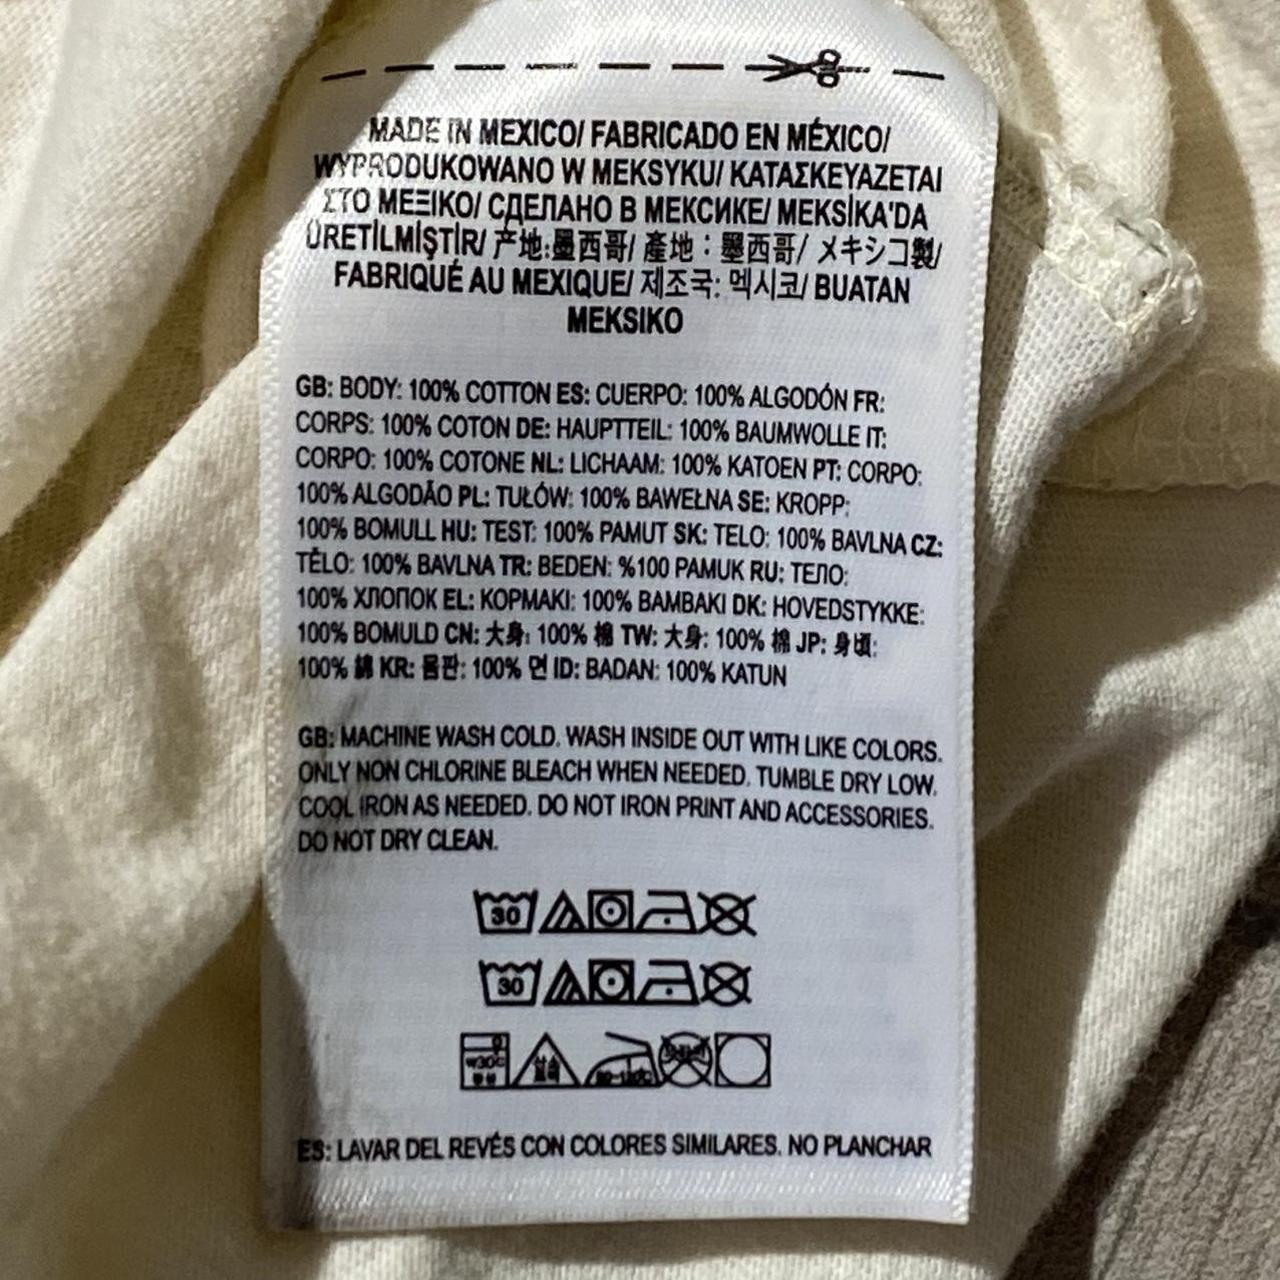 MADE IN MEXICO/ FABRICADO EN MÉXICO/
WYPRODUKOWANO W MEKSYKU/ ΚΑΤΑΣΚΕΥΑΖΕΤΑΙ
ΣΤΟ ΜΕΞΙΚΟ/ СДЕЛАНО В МЕКСИКЕ/ MEKSİKA'DA
ÜRETİLMİŞTİR/ 产地:墨西哥/ 產地：墨西哥/ メキシコ製/
FABRIQUÉ AU MEXIQUE/ 제조국: 멕시코/ BUATAN
MEKSIKO
GB: BODY: 100% COTTON ES: CUERPO: 100% ALGODÓN FR:
CORPS: 100% COTON DE: HAUPTTEIL: 100% BAUMWOLLE IT:
CORPO: 100% COTONE NL: LICHAAM: 100% KATOEN PT: CORPO:
100% ALGODÃO PL: TUŁÓW: 100% BAWEŁNA SE: KROPP:
100% BOMULL HU: TEST: 100% PAMUT SK: TELO: 100% BAVLNA CZ:
TĚLO: 100% BAVLNA TR: BEDEN: %100 PAMUK RU: ТЕЛО:
100% ХЛОПОК EL: ΚΟΡΜΑΚΙ: 100% ΒΑΜΒΑΚΙ DK: HOVEDSTYKKE:
100% BOMULD CN: 大身: 100% 棉 TW: 大身: 100% 棉 JP: 身頃:
100% 綿 KR: 몸판: 100% 면 ID: BADAN: 100% KATUN
GB: MACHINE WASH COLD. WASH INSIDE OUT WITH LIKE COLORS.
ONLY NON CHLORINE BLEACH WHEN NEEDED. TUMBLE DRY LOW.
COOL IRON AS NEEDED. DO NOT IRON PRINT AND ACCESSORIES.
DO NOT DRY CLEAN.
30
30
ES: LAVAR DEL REVÉS CON COLORES SIMILARES. NO PLANCHAR